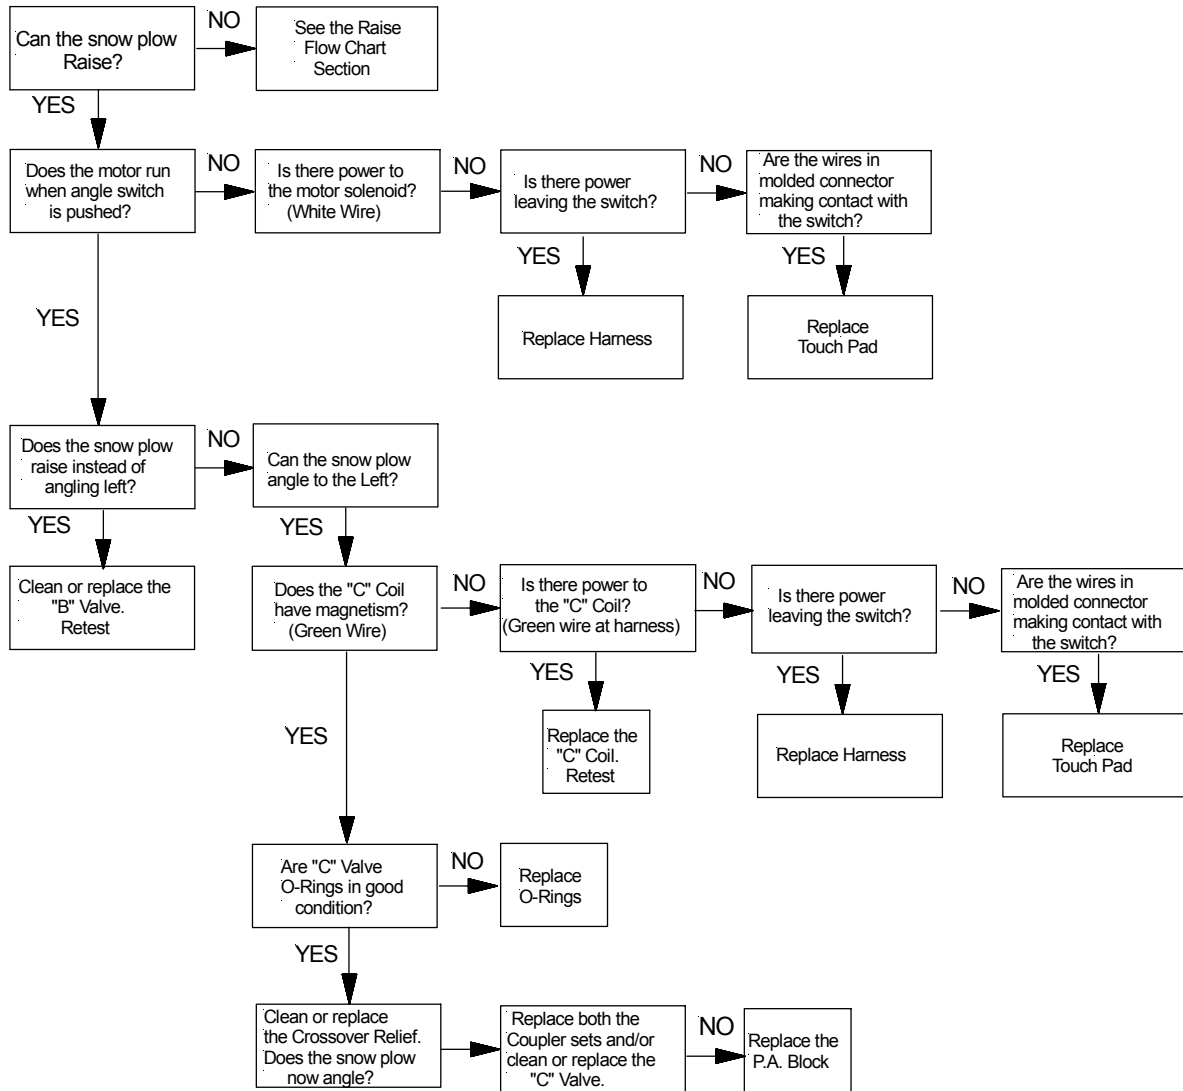 Can the snow plow
Raise?
NO
See the Raise
Flow Chart
Section
YES
Does the motor run
when angle switch
is pushed?
NO
Is there power to
the motor solenoid?
(White Wire)
NO
Is there power
leaving the switch?
NO
Are the wires in
molded connector
making contact with
the switch?
YES
YES
YES
Replace Harness
Replace
Touch Pad
Does the snow plow
raise instead of
angling left?
NO
Can the snow plow
angle to the Left?
YES
YES
Clean or replace the
"B" Valve.
Retest
Does the "C" Coil
have magnetism?
(Green Wire)
NO
Is there power to
the "C" Coil?
(Green wire at harness)
NO
Is there power
leaving the switch?
NO
Are the wires in
molded connector
making contact with
the switch?
YES
YES
YES
YES
Replace the
"C" Coil.
Retest
Replace Harness
Replace
Touch Pad
Are "C" Valve
O-Rings in good
condition?
NO
Replace
O-Rings
YES
Clean or replace
the Crossover Relief.
Does the snow plow
now angle?
Replace both the
Coupler sets and/or
clean or replace the
"C" Valve.
NO
Replace the
P.A. Block